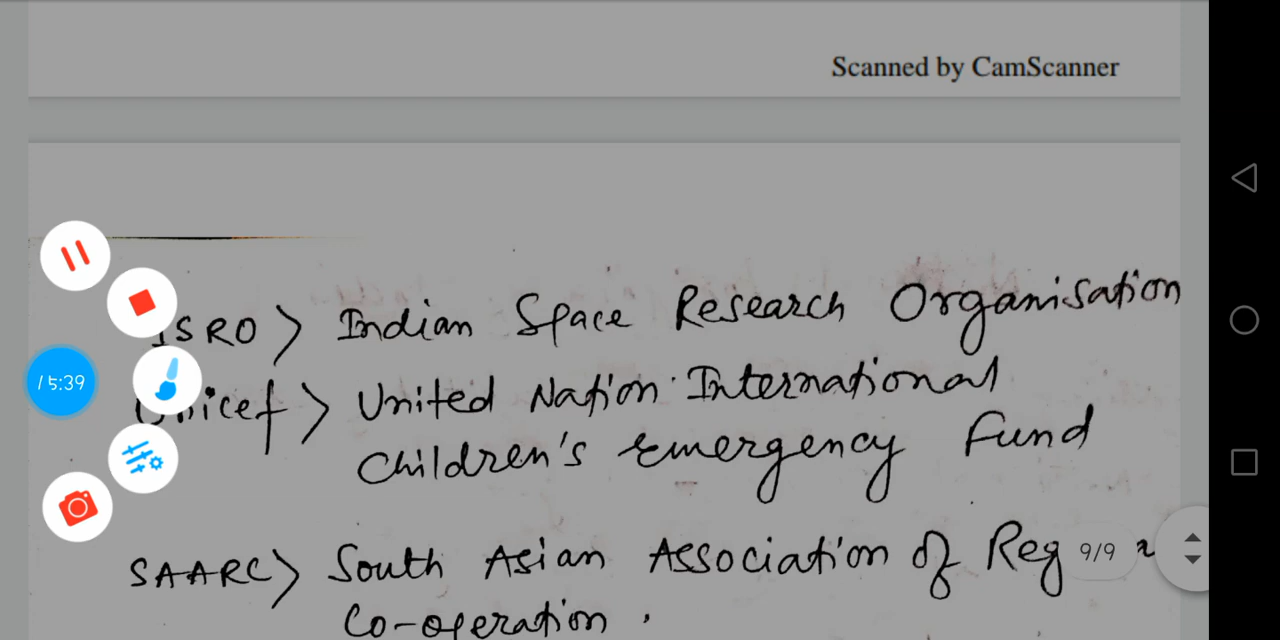 Scanned by CamScanner
ISRO > Indian Space Research Organisation
Unicef > United Nation International
Children's Emergency Fund
15:39
SAARC > South Asian Association of Reg
9/9
Co-operation.